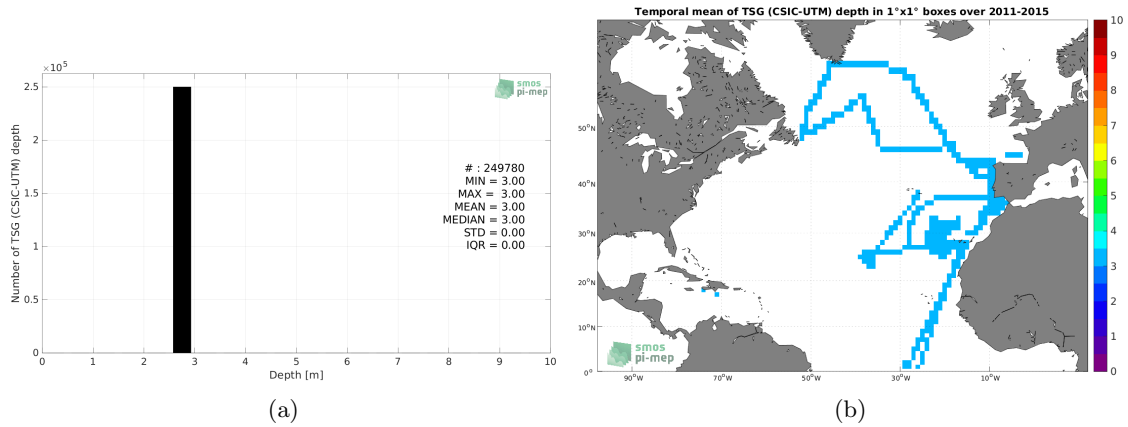 Temporal mean of TSG (CSIC-UTM) depth in 1°x1° boxes over 2011-2015
×10⁵
2.5
2
1.5
1
0.5
0
Number of TSG (CSIC-UTM) depth
smos
pi-mep
# : 249780
MIN = 3.00
MAX = 3.00
MEAN = 3.00
MEDIAN = 3.00
STD = 0.00
IQR = 0.00
0 1 2 3 4 5 6 7 8 9 10
Depth [m]
(a)
50°N
40°N
30°N
20°N
10°N
0°
smos
pi-mep
90°W 70°W 50°W 30°W 10°W
10
9
8
7
6
5
4
3
2
1
0
(b)